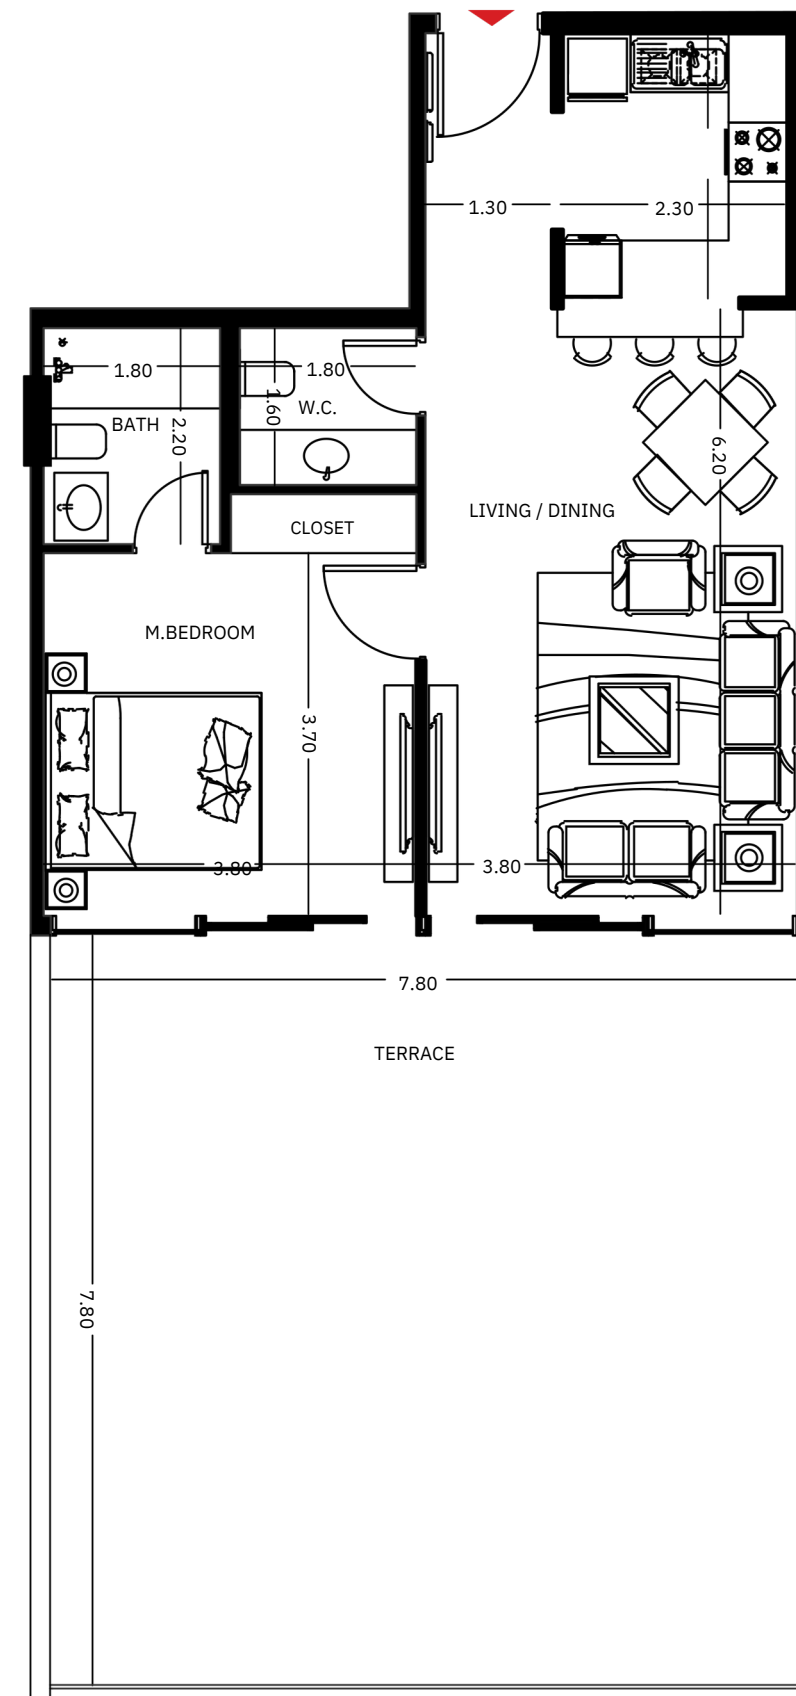 1.30
2.30
1.80
1.80
BATH
2.20
1.60
W.C.
6.20
LIVING / DINING
CLOSET
M.BEDROOM
3.70
3.80
3.80
7.80
TERRACE
7.80